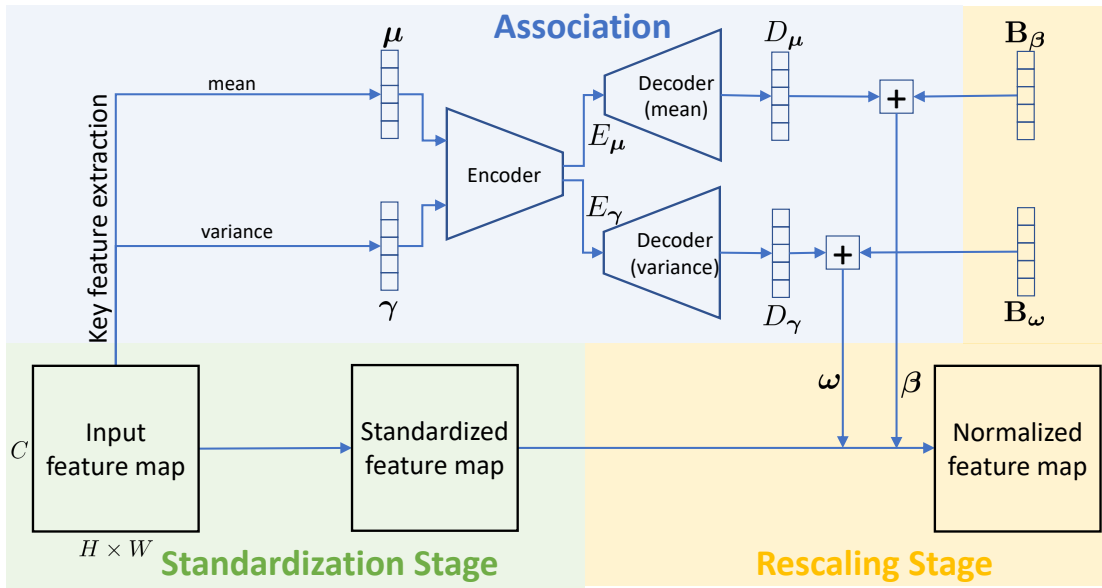 Association
μ
D_μ
B_β
mean
Decoder
(mean)
+
+
E_μ
Encoder
Key feature extraction
E_γ
variance
Decoder
(variance)
γ
D_γ
B_ω
ω
β
C
Input
feature map
Standardized
feature map
Normalized
feature map
H × W
Standardization Stage
Rescaling Stage